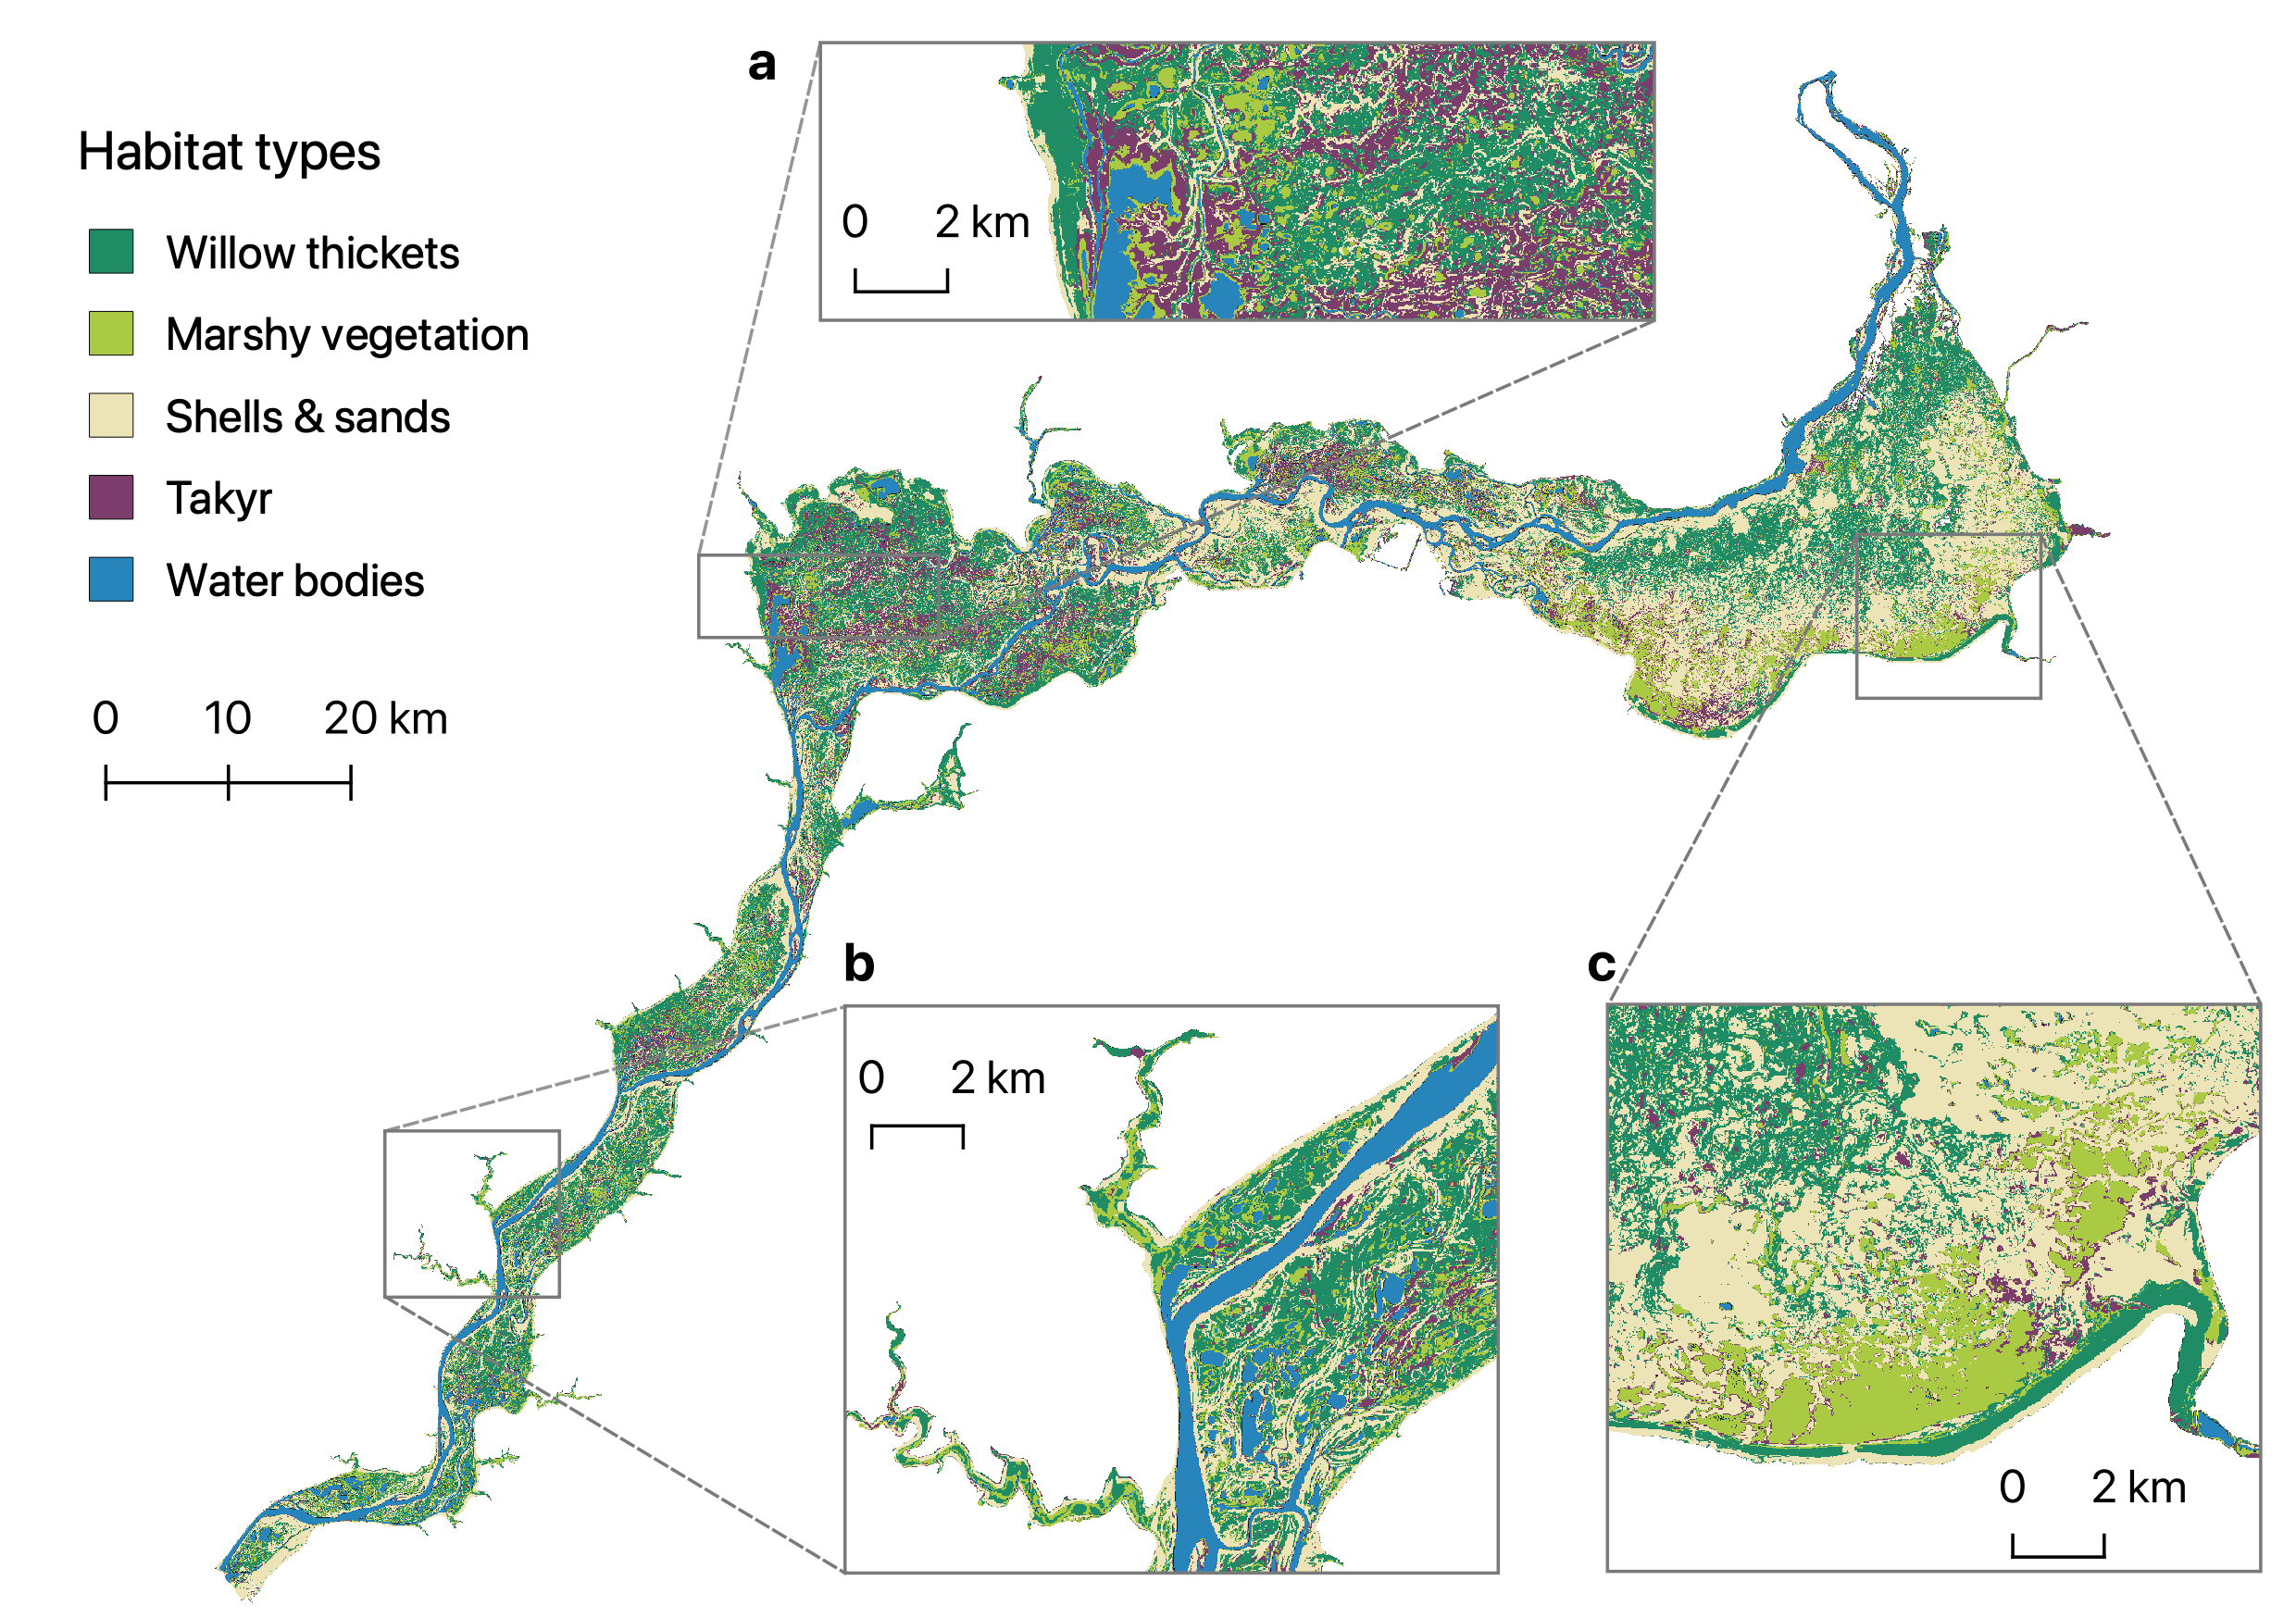 Habitat types
Willow thickets
Marshy vegetation
Shells & sands
Takyr
Water bodies
0 10 20 km
a
0 2 km
b
0 2 km
c
0 2 km